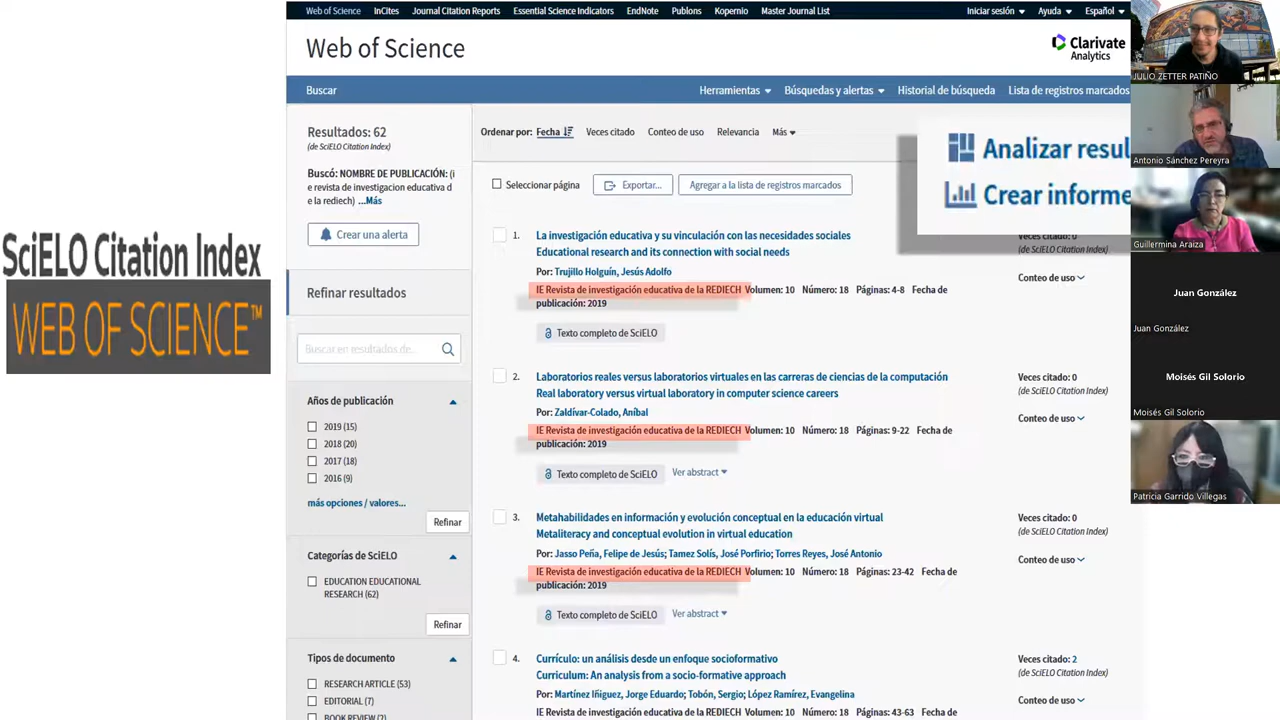 Web of Science InCites Journal Citation Reports Essential Science Indicators EndNote Publons Kopernio Master Journal List Iniciar sesión Ayuda Español
Web of Science
Clarivate
Analytics
Buscar Herramientas Búsquedas y alertas Historial de búsqueda Lista de registros marcados
SciELO Citation Index
WEB OF SCIENCE™
Resultados: 62
(de SciELO Citation Index)
Buscó: NOMBRE DE PUBLICACIÓN: (i
e revista de investigacion educativa d
e la rediech) ...Más
Crear una alerta
Refinar resultados
Buscar en resultados de...
Años de publicación
2019 (15)
2018 (20)
2017 (18)
2016 (9)
más opciones / valores...
Refinar
Categorías de SciELO
EDUCATION EDUCATIONAL
RESEARCH (62)
Refinar
Tipos de documento
RESEARCH ARTICLE (53)
EDITORIAL (7)
BOOK REVIEW (2)
Ordenar por: Fecha Veces citado Conteo de uso Relevancia Más
Analizar resul
Crear informe
Seleccionar página Exportar... Agregar a la lista de registros marcados
1. La investigación educativa y su vinculación con las necesidades sociales
Educational research and its connection with social needs
Por: Trujillo Holguín, Jesús Adolfo
IE Revista de investigación educativa de la REDIECH Volumen: 10 Número: 18 Páginas: 4-8 Fecha de
publicación: 2019
Texto completo de SciELO
Veces citado: 0
(de SciELO Citation Index)
Conteo de uso
2. Laboratorios reales versus laboratorios virtuales en las carreras de ciencias de la computación
Real laboratory versus virtual laboratory in computer science careers
Por: Zaldívar-Colado, Aníbal
IE Revista de investigación educativa de la REDIECH Volumen: 10 Número: 18 Páginas: 9-22 Fecha de
publicación: 2019
Texto completo de SciELO Ver abstract
Veces citado: 0
(de SciELO Citation Index)
Conteo de uso
3. Metahabilidades en información y evolución conceptual en la educación virtual
Metaliteracy and conceptual evolution in virtual education
Por: Jasso Peña, Felipe de Jesús; Tamez Solís, José Porfirio; Torres Reyes, José Antonio
IE Revista de investigación educativa de la REDIECH Volumen: 10 Número: 18 Páginas: 23-42 Fecha de
publicación: 2019
Texto completo de SciELO Ver abstract
Veces citado: 0
(de SciELO Citation Index)
Conteo de uso
4. Currículo: un análisis desde un enfoque socioformativo
Curriculum: An analysis from a socio-formative approach
Por: Martínez Iñiguez, Jorge Eduardo; Tobón, Sergio; López Ramírez, Evangelina
IE Revista de investigación educativa de la REDIECH Volumen: 10 Número: 18 Páginas: 43-63 Fecha de
Veces citado: 2
(de SciELO Citation Index)
Conteo de uso
JULIO ZETTER PATIÑO
Antonio Sánchez Pereyra
Guillermina Araiza
Juan González
Juan González
Moisés Gil Solorio
Moisés Gil Solorio
Patricia Garrido Villegas